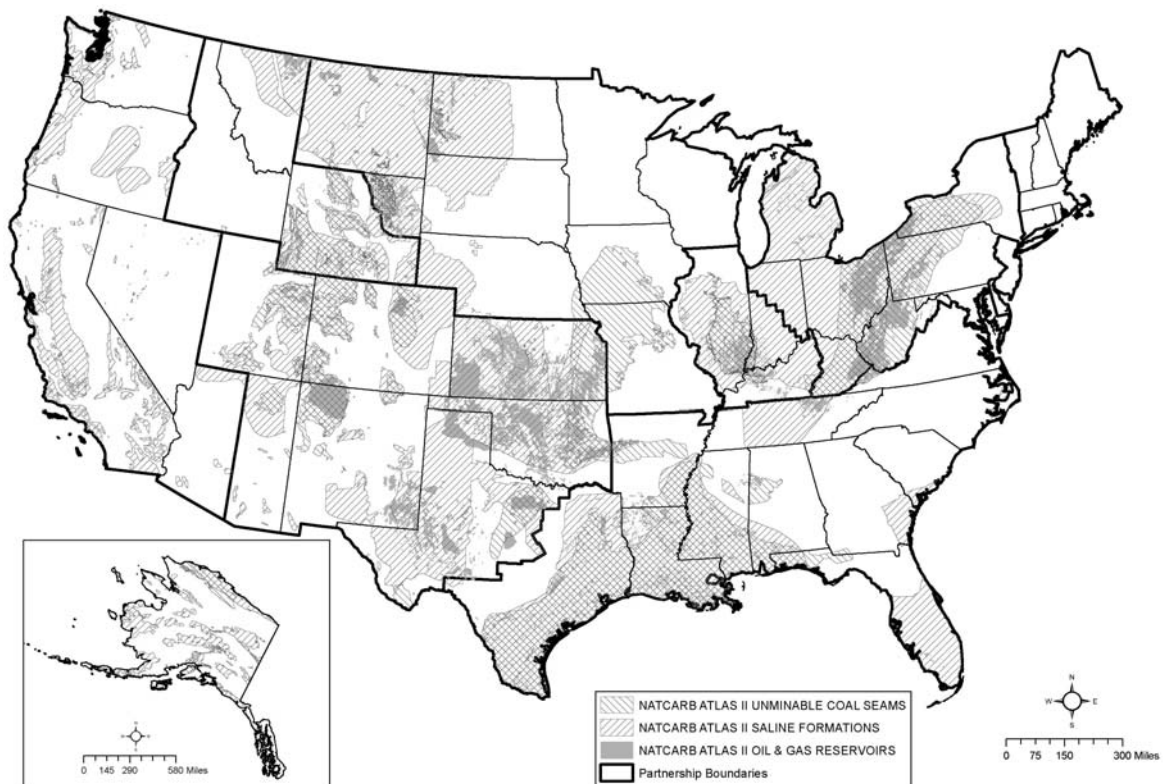 NATCARB ATLAS II UNMINABLE COAL SEAMS
NATCARB ATLAS II SALINE FORMATIONS
NATCARB ATLAS II OIL & GAS RESERVOIRS
Partnership Boundaries
N
W E
S
0 75 150 300 Miles
0 145 290 580 Miles